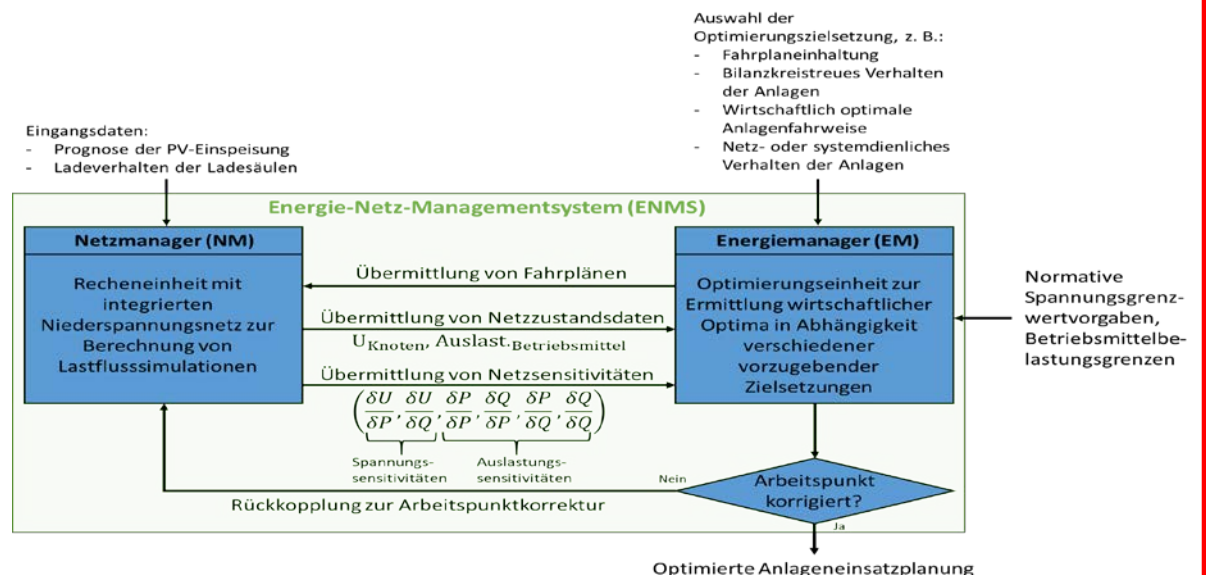 Auswahl der
Optimierungszielsetzung, z. B.:
- Fahrplaneinhaltung
- Bilanzkreistreues Verhalten
der Anlagen
- Wirtschaftlich optimale
Anlagenfahrweise
- Netz- oder systemdienliches
Verhalten der Anlagen
Eingangsdaten:
- Prognose der PV-Einspeisung
- Ladeverhalten der Ladesäulen
Energie-Netz-Managementsystem (ENMS)
Netzmanager (NM)
Recheneinheit mit
integrierten
Niederspannungsnetz zur
Berechnung von
Lastflusssimulationen
Übermittlung von Fahrplänen
Übermittlung von Netzzustandsdaten
U_Knoten, Auslast._Betriebsmittel
Übermittlung von Netzsensitivitäten
(δU/δP, δU/δQ, δP/δP, δQ/δP, δP/δQ, δQ/δQ)
Spannungs-
sensitivitäten
Auslastungs-
sensitivitäten
Energiemanager (EM)
Optimierungseinheit zur
Ermittlung wirtschaftlicher
Optima in Abhängigkeit
verschiedener
vorzugebender
Zielsetzungen
Normative
Spannungsgrenz-
wertvorgaben,
Betriebsmittelbe-
lastungsgrenzen
Nein
Arbeitspunkt
korrigiert?
Rückkopplung zur Arbeitspunktkorrektur
Ja
Optimierte Anlageneinsatzplanung